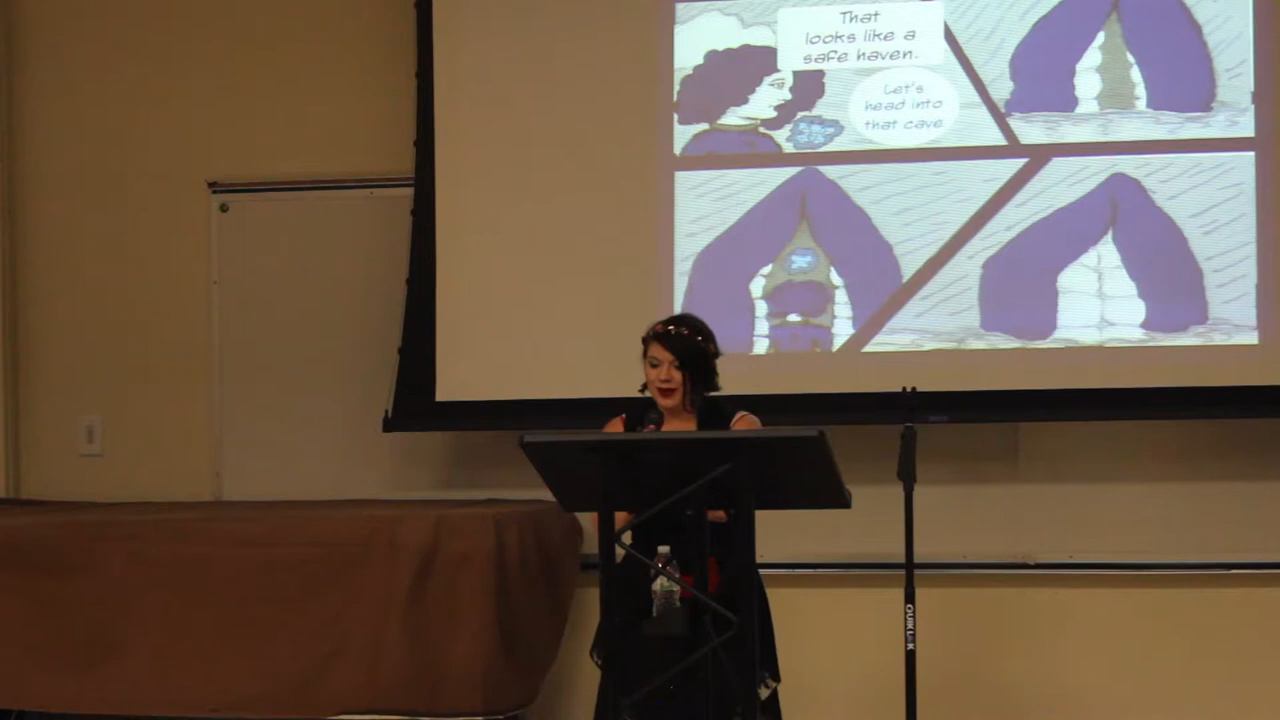 That
looks like a
safe haven.
Let's
head into
that cave
QUIK LOK